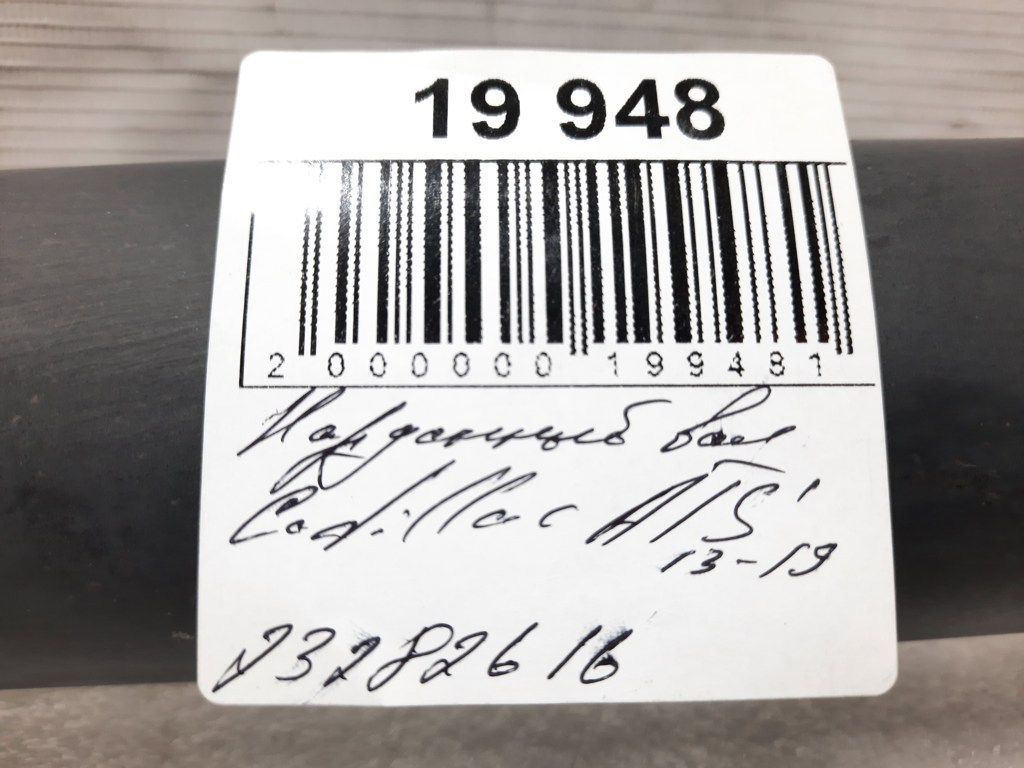 19 948
2 000000 199481
Карданный вал
Cadillac ATS'
13-19
23282616